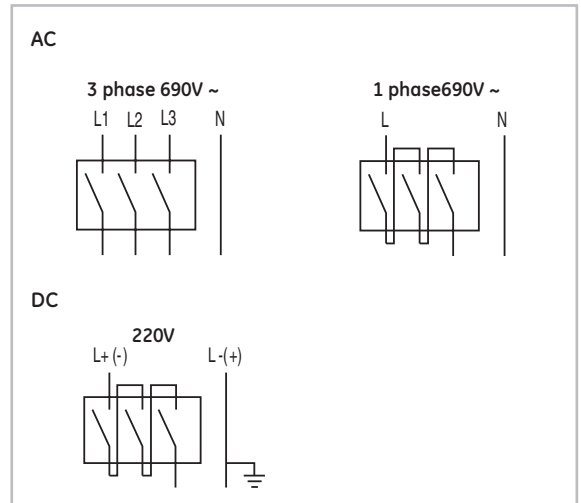 AC
3 phase 690V ~
L1 L2 L3 N
1 phase690V ~
L N
DC
220V
L+ (-) L -(+)